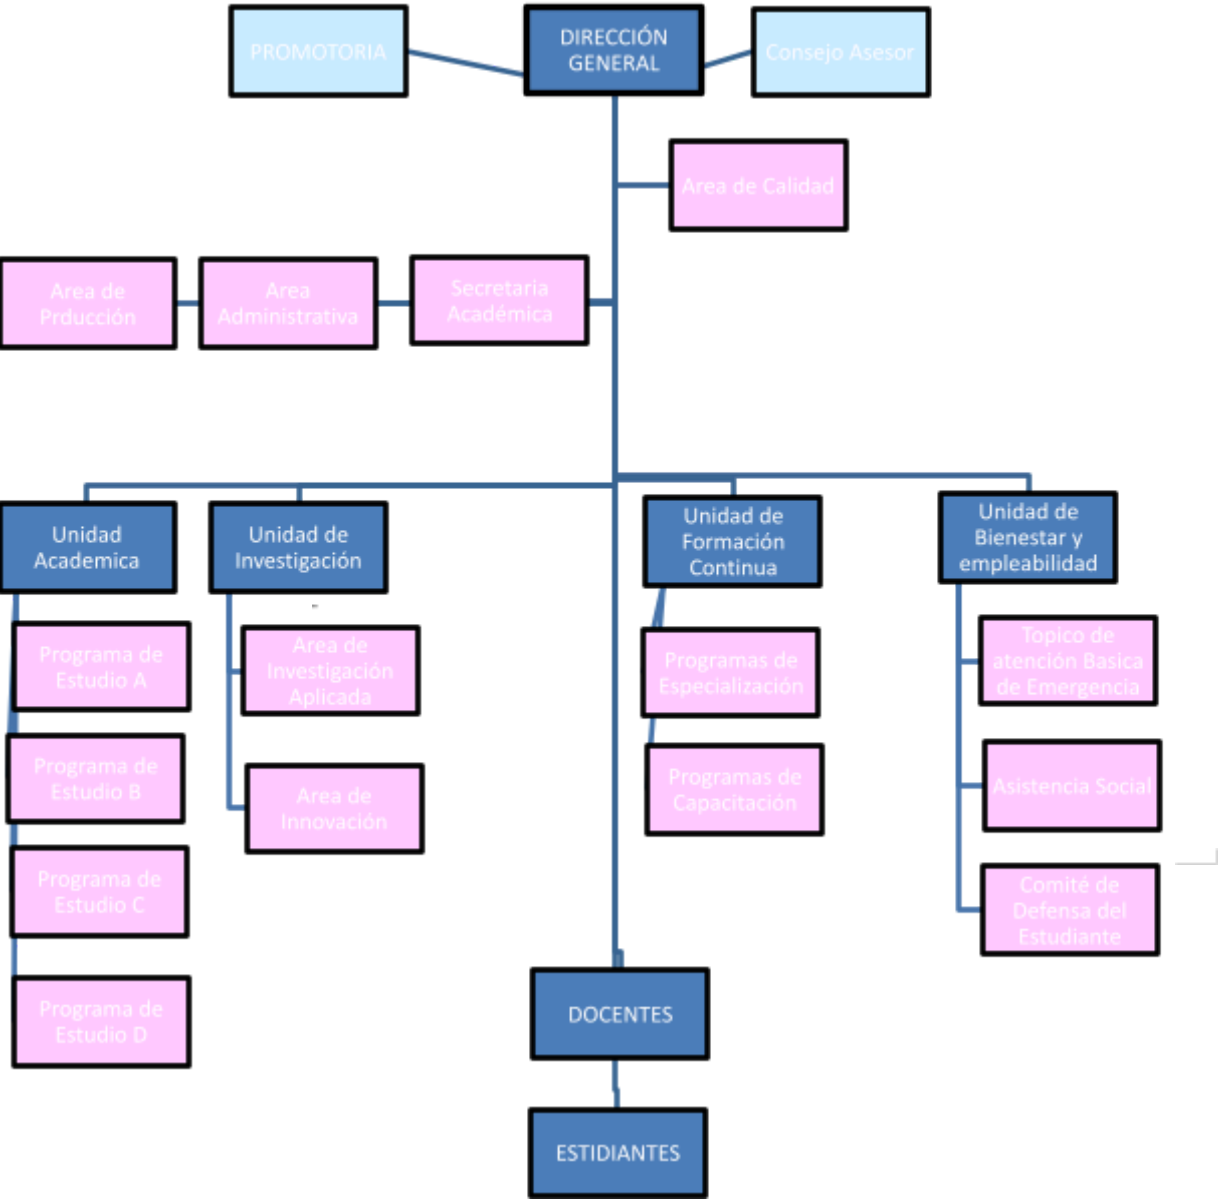 PROMOTORIA
DIRECCIÓN
GENERAL
Consejo Asesor
Area de Calidad
Area de
Prducción
Area
Administrativa
Secretaria
Académica
Unidad
Academica
Unidad de
Investigación
Unidad de
Formación
Continua
Unidad de
Bienestar y
empleabilidad
Programa de
Estudio A
Programa de
Estudio B
Programa de
Estudio C
Programa de
Estudio D
Area de
Investigación
Aplicada
Area de
Innovación
Programas de
Especialización
Programas de
Capacitación
Topico de
atención Basica
de Emergencia
Asistencia Social
Comité de
Defensa del
Estudiante
DOCENTES
ESTIDIANTES